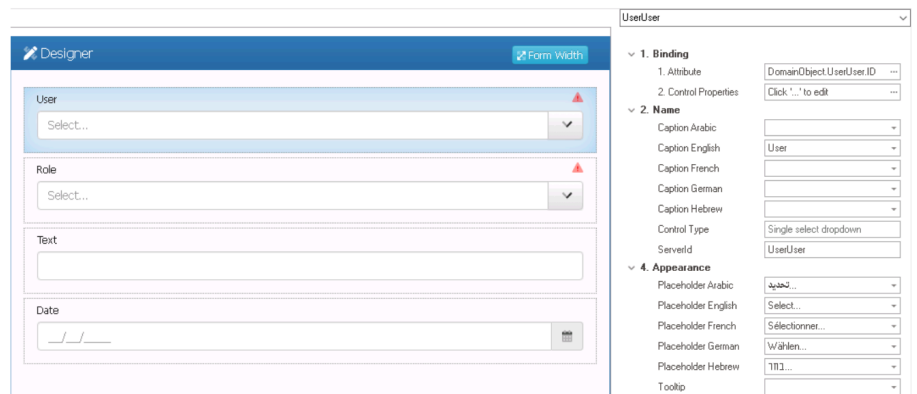 UserUser
Designer
Form Width
User
Select...
Role
Select...
Text
Date
__/__/____
1. Binding
1. Attribute
DomainObject.UserUser.ID ...
2. Control Properties
Click '...' to edit ...
2. Name
Caption Arabic
Caption English
User
Caption French
Caption German
Caption Hebrew
Control Type
Single select dropdown
ServerId
UserUser
4. Appearance
Placeholder Arabic
تحديد...
Placeholder English
Select...
Placeholder French
Sélectionner...
Placeholder German
Wählen...
Placeholder Hebrew
בחר...
Tooltip